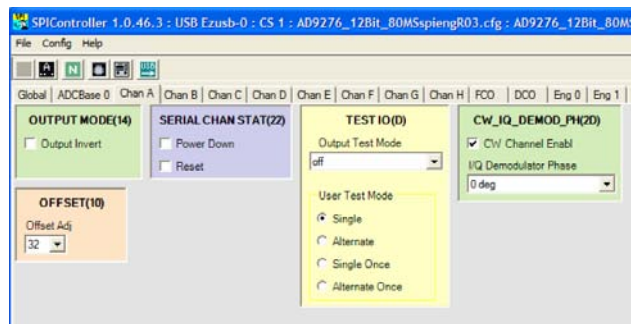 SPIController 1.0.46.3 : USB Ezusb-0 : CS 1 : AD9276_12Bit_80MSspiengR03.cfg : AD9276_12Bit_80MS
File Config Help
Global ADCBase 0 Chan A Chan B Chan C Chan D Chan E Chan F Chan G Chan H FCO DCO Eng 0 Eng 1
OUTPUT MODE(14) SERIAL CHAN STAT(22) TEST IO(D) CW_IQ_DEMOD_PH(2D)
Output Invert Power Down Output Test Mode CW Channel Enabl
Reset off I/Q Demodulator Phase
0 deg
OFFSET(10) User Test Mode
Offset Adj Single
32 Alternate
Single Once
Alternate Once